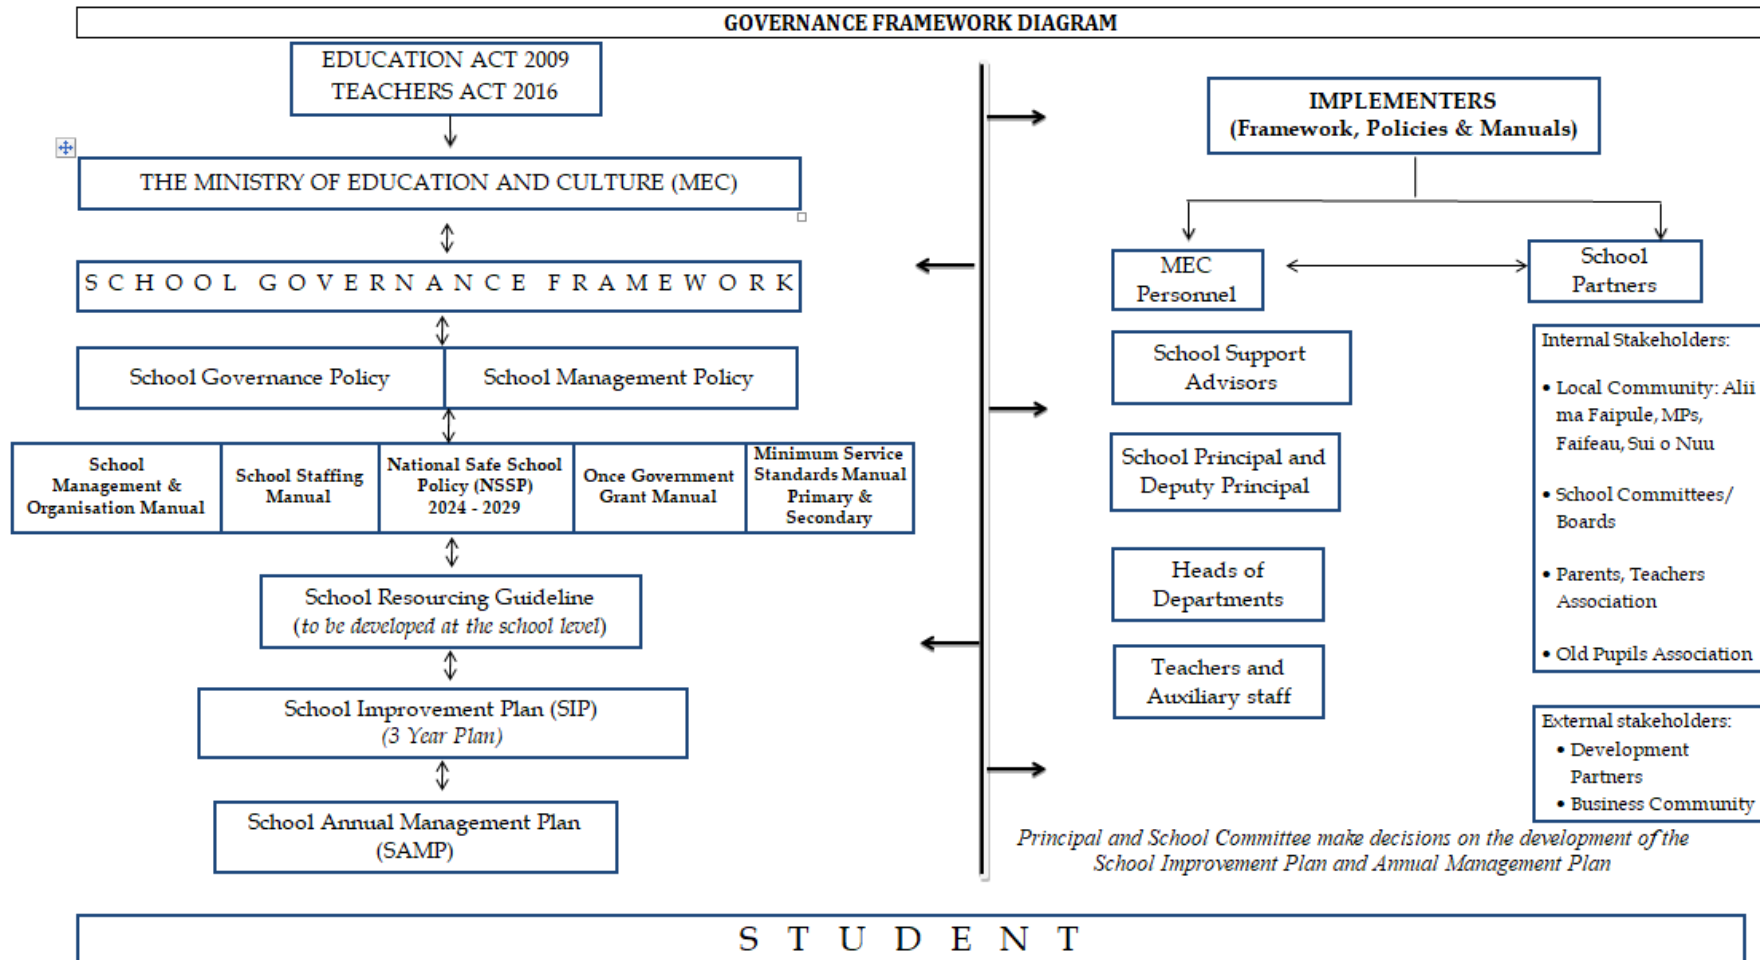 GOVERNANCE FRAMEWORK DIAGRAM
EDUCATION ACT 2009
TEACHERS ACT 2016
THE MINISTRY OF EDUCATION AND CULTURE (MEC)
SCHOOL GOVERNANCE FRAMEWORK
School Governance Policy
School Management Policy
School
Management &
Organisation Manual
School Staffing
Manual
National Safe School
Policy (NSSP)
2024 - 2029
Once Government
Grant Manual
Minimum Service
Standards Manual
Primary &
Secondary
School Resourcing Guideline
(to be developed at the school level)
School Improvement Plan (SIP)
(3 Year Plan)
School Annual Management Plan
(SAMP)
IMPLEMENTERS
(Framework, Policies & Manuals)
MEC
Personnel
School
Partners
School Support
Advisors
School Principal and
Deputy Principal
Heads of
Departments
Teachers and
Auxiliary staff
Internal Stakeholders:
• Local Community: Alii
ma Faipule, MPs,
Faifeau, Sui o Nuu
• School Committees/
Boards
• Parents, Teachers
Association
• Old Pupils Association
External stakeholders:
• Development
Partners
• Business Community
Principal and School Committee make decisions on the development of the
School Improvement Plan and Annual Management Plan
STUDENT